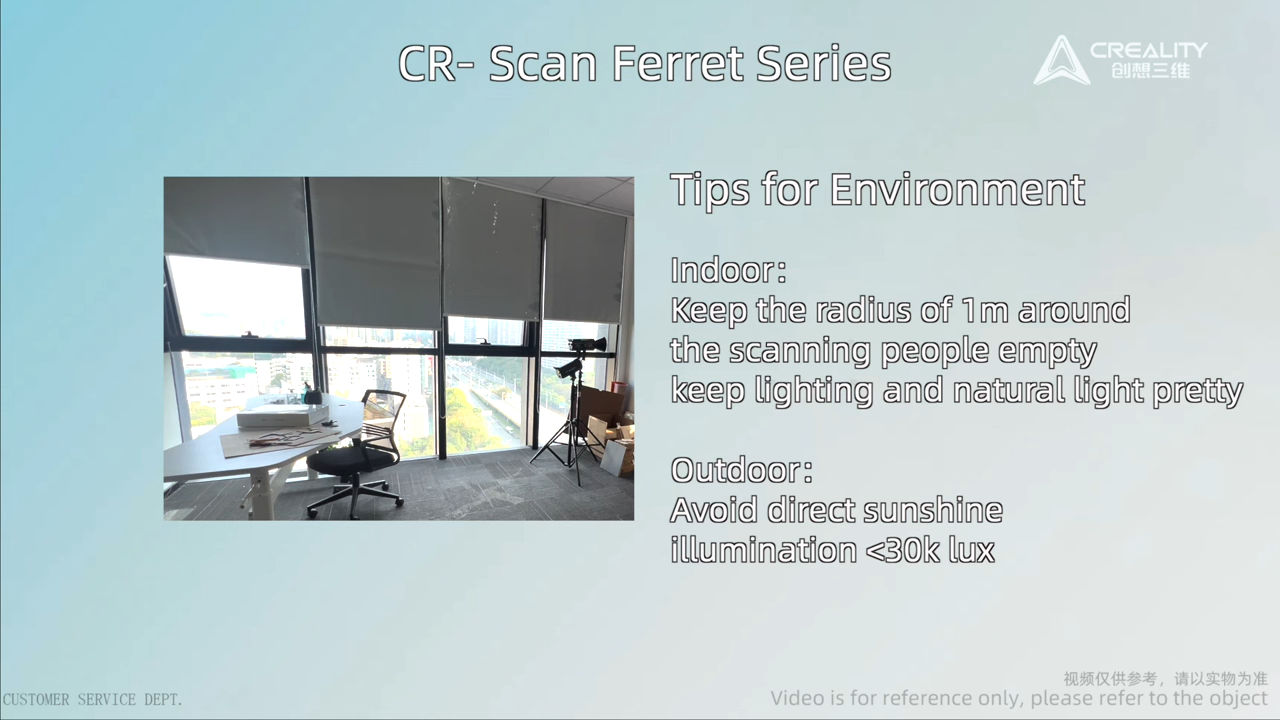 CR- Scan Ferret Series
CREALITY
创想三维
Tips for Environment
Indoor:
Keep the radius of 1m around
the scanning people empty
keep lighting and natural light pretty
Outdoor:
Avoid direct sunshine
illumination <30k lux
视频仅供参考，请以实物为准
CUSTOMER SERVICE DEPT.
Video is for reference only, please refer to the object